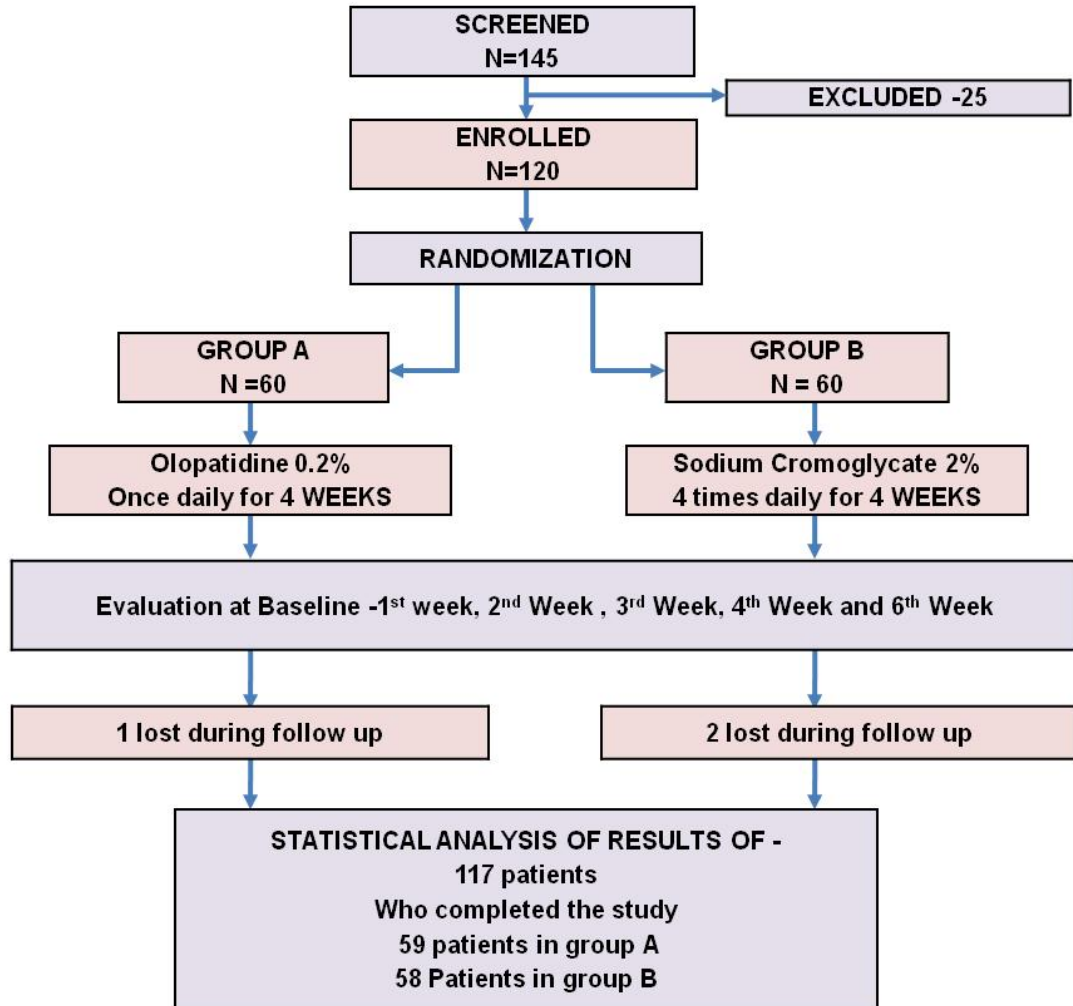 SCREENED
N=145
EXCLUDED -25
ENROLLED
N=120
RANDOMIZATION
GROUP A
N =60
GROUP B
N = 60
Olopatidine 0.2%
Once daily for 4 WEEKS
Sodium Cromoglycate 2%
4 times daily for 4 WEEKS
Evaluation at Baseline -1st week, 2nd Week , 3rd Week, 4th Week and 6th Week
1 lost during follow up
2 lost during follow up
STATISTICAL ANALYSIS OF RESULTS OF -
117 patients
Who completed the study
59 patients in group A
58 Patients in group B